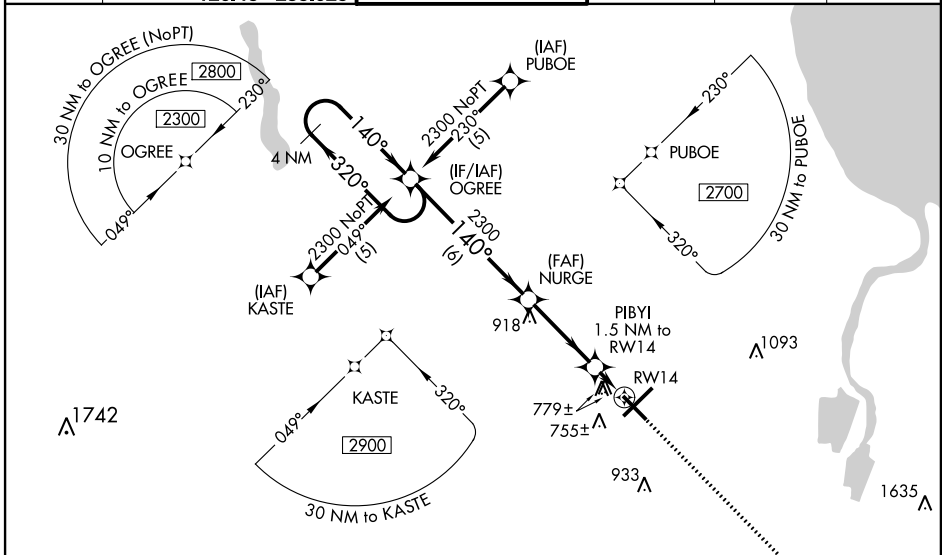 30 NM to OGREE (NoPT)
2800
10 NM to OGREE
2300
230°
OGREE
049°
4 NM
140°
320°
(IAF)
PUBOE
2300 NoPT
230°
(5)
(IF/IAF)
OGREE
2300 NoPT
049°
(5)
(IAF)
KASTE
2300
140°
(6)
(FAF)
NURGE
918
PIBYI
1.5 NM to
RW14
RW14
779±
755±
933
1093
1635
1742
230°
PUBOE
2700
320°
30 NM to PUBOE
KASTE
049°
320°
2900
30 NM to KASTE